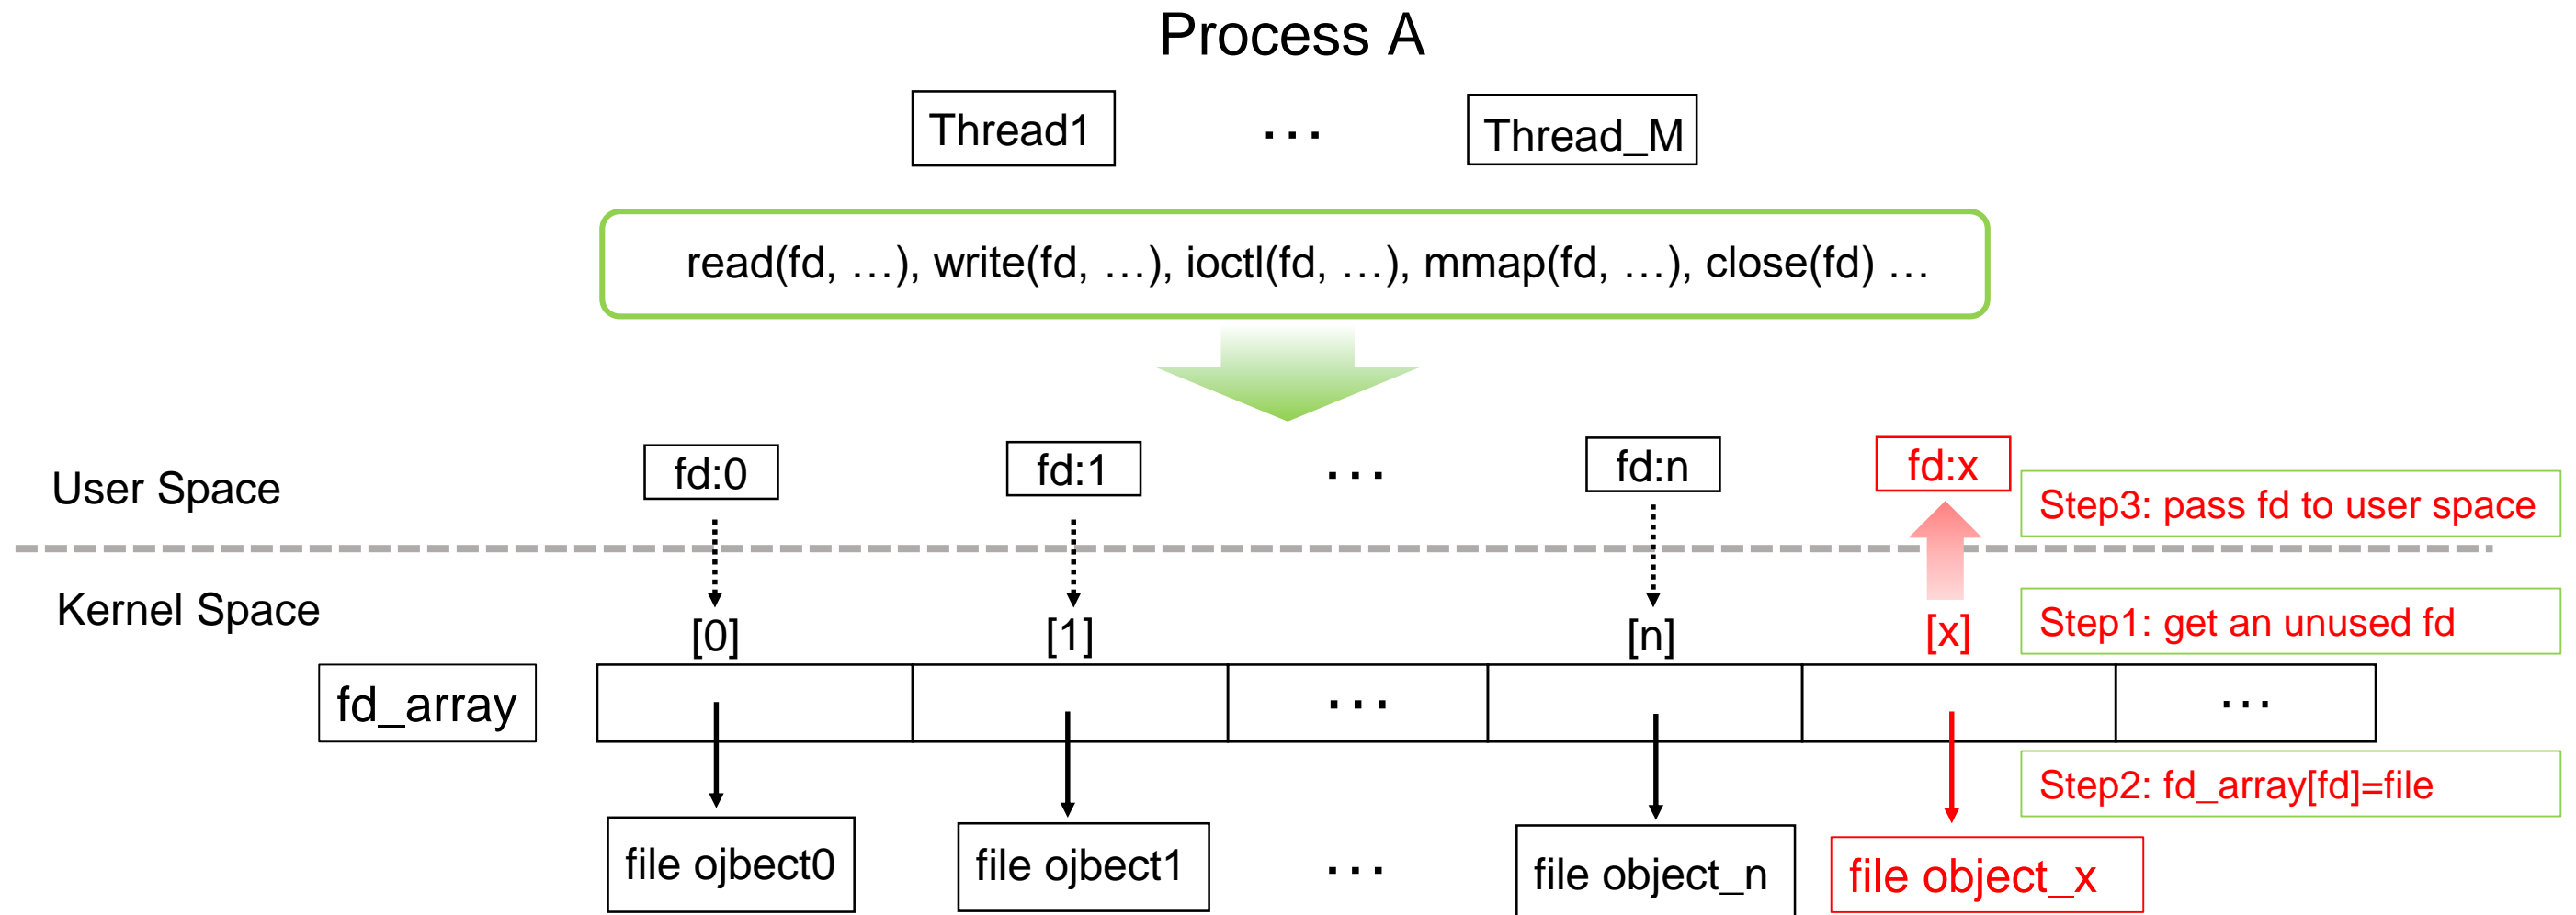 Process A
Thread1 ... Thread_M
read(fd, …), write(fd, …), ioctl(fd, …), mmap(fd, …), close(fd) …
User Space
fd:0 fd:1 ... fd:n fd:x
Step3: pass fd to user space
Kernel Space
[0] [1] [n] [x]
Step1: get an unused fd
fd_array ... ...
Step2: fd_array[fd]=file
file ojbect0 file ojbect1 ... file object_n file object_x